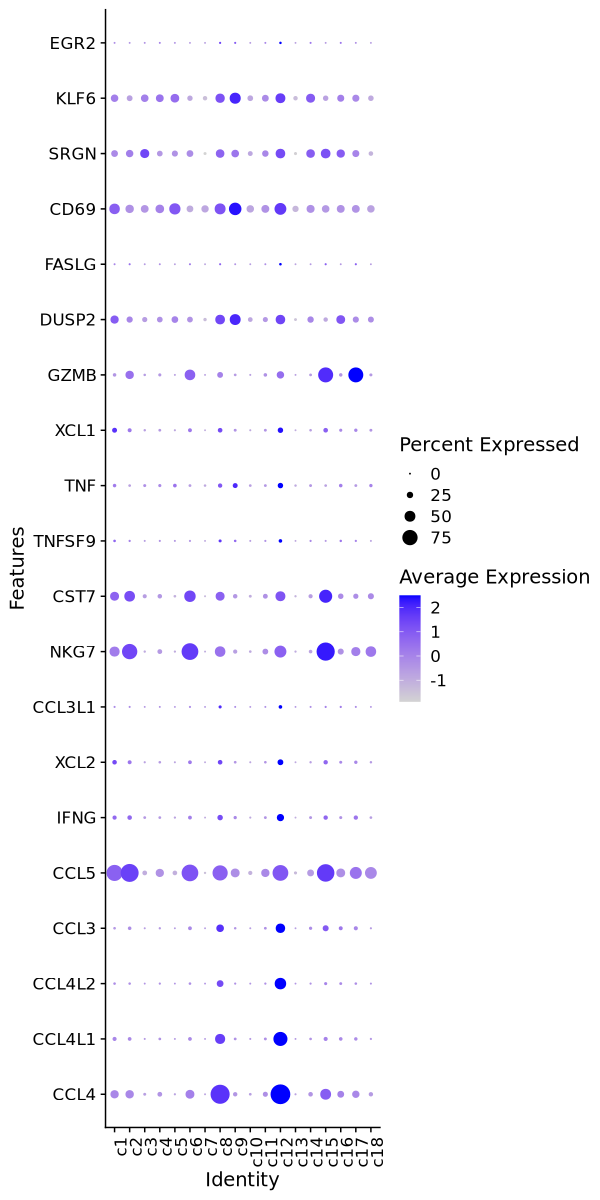 EGR2
KLF6
SRGN
CD69
FASLG
DUSP2
GZMB
XCL1
TNF
TNFSF9
CST7
NKG7
CCL3L1
XCL2
IFNG
CCL5
CCL3
CCL4L2
CCL4L1
CCL4
Features
c1
c2
c3
c4
c5
c6
c7
c8
c9
c10
c11
c12
c13
c14
c15
c16
c17
c18
Identity
Percent Expressed
0
25
50
75
Average Expression
2
1
0
-1